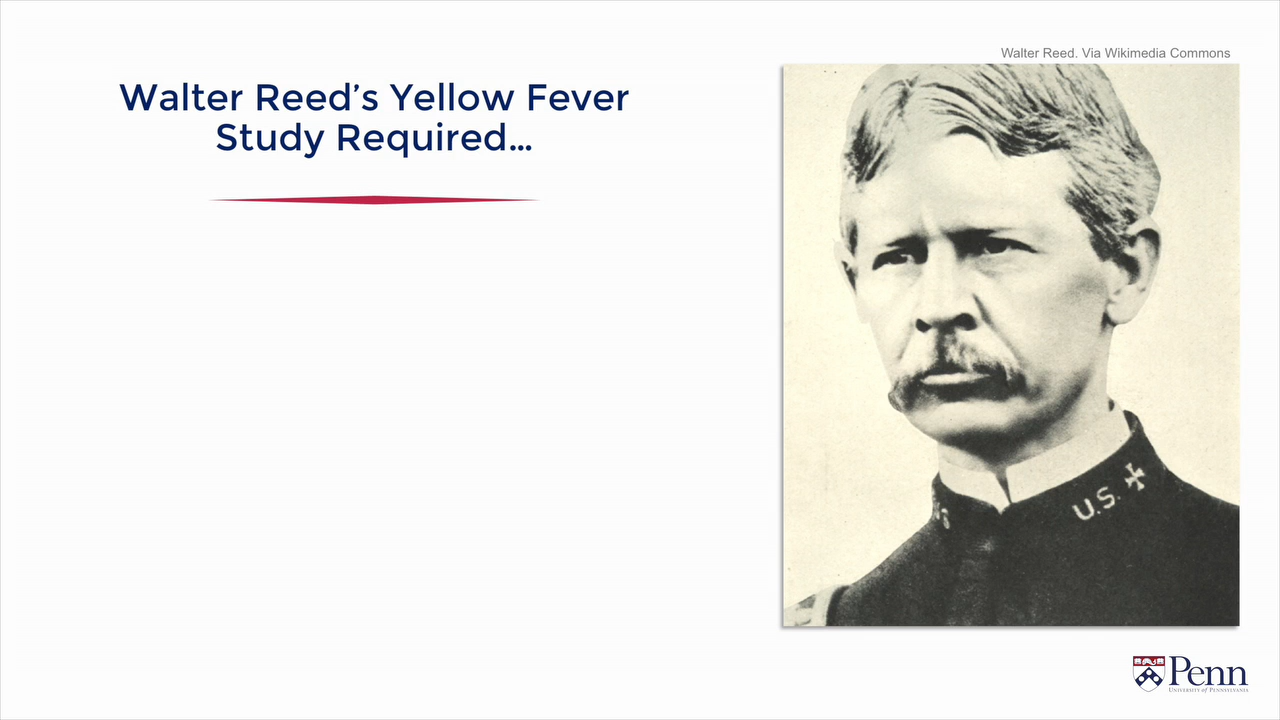 Walter Reed. Via Wikimedia Commons
Walter Reed’s Yellow Fever
Study Required...
U.S.
Penn
UNIVERSITY of PENNSYLVANIA